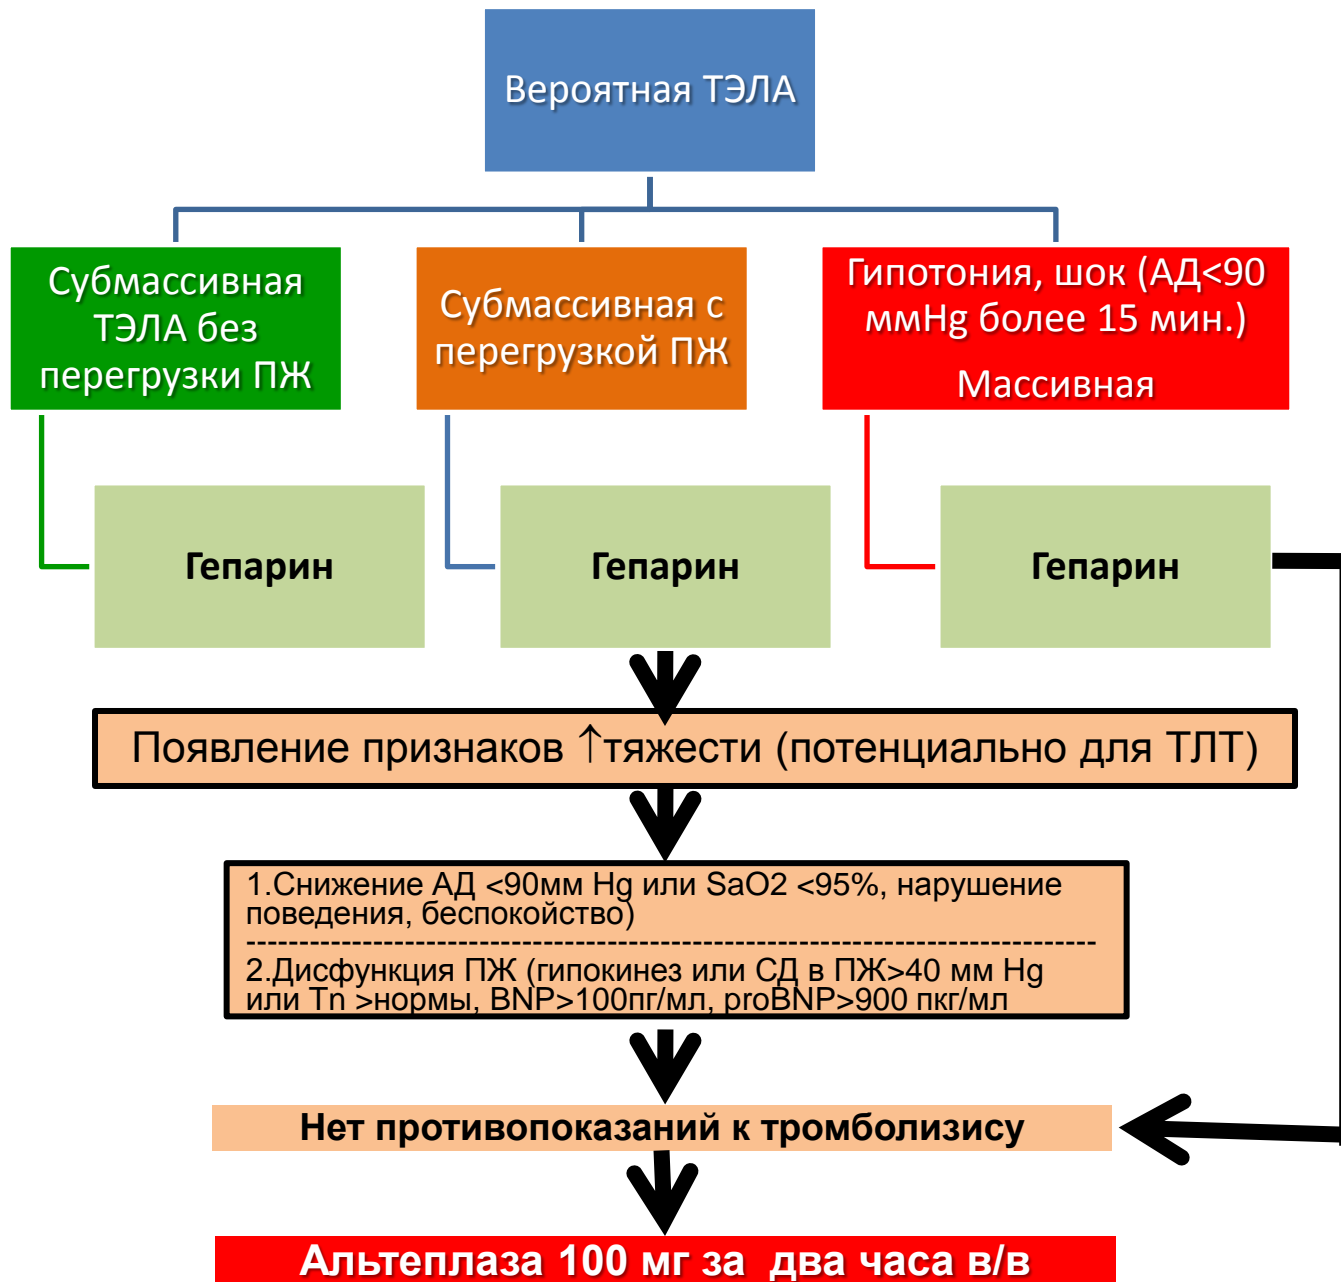 Вероятная ТЭЛА
Субмассивная
ТЭЛА без
перегрузки ПЖ
Субмассивная с
перегрузкой ПЖ
Гипотония, шок (АД<90
ммHg более 15 мин.)
Массивная
Гепарин
Гепарин
Гепарин
Появление признаков ↑тяжести (потенциально для ТЛТ)
1.Снижение АД <90мм Hg или SaO2 <95%, нарушение
поведения, беспокойство)
--------------------------------------------------------------------------------
2.Дисфункция ПЖ (гипокинез или СД в ПЖ>40 мм Hg
или Tn >нормы, BNP>100пг/мл, proBNP>900 пкг/мл
Нет противопоказаний к тромболизису
Альтеплаза 100 мг за два часа в/в